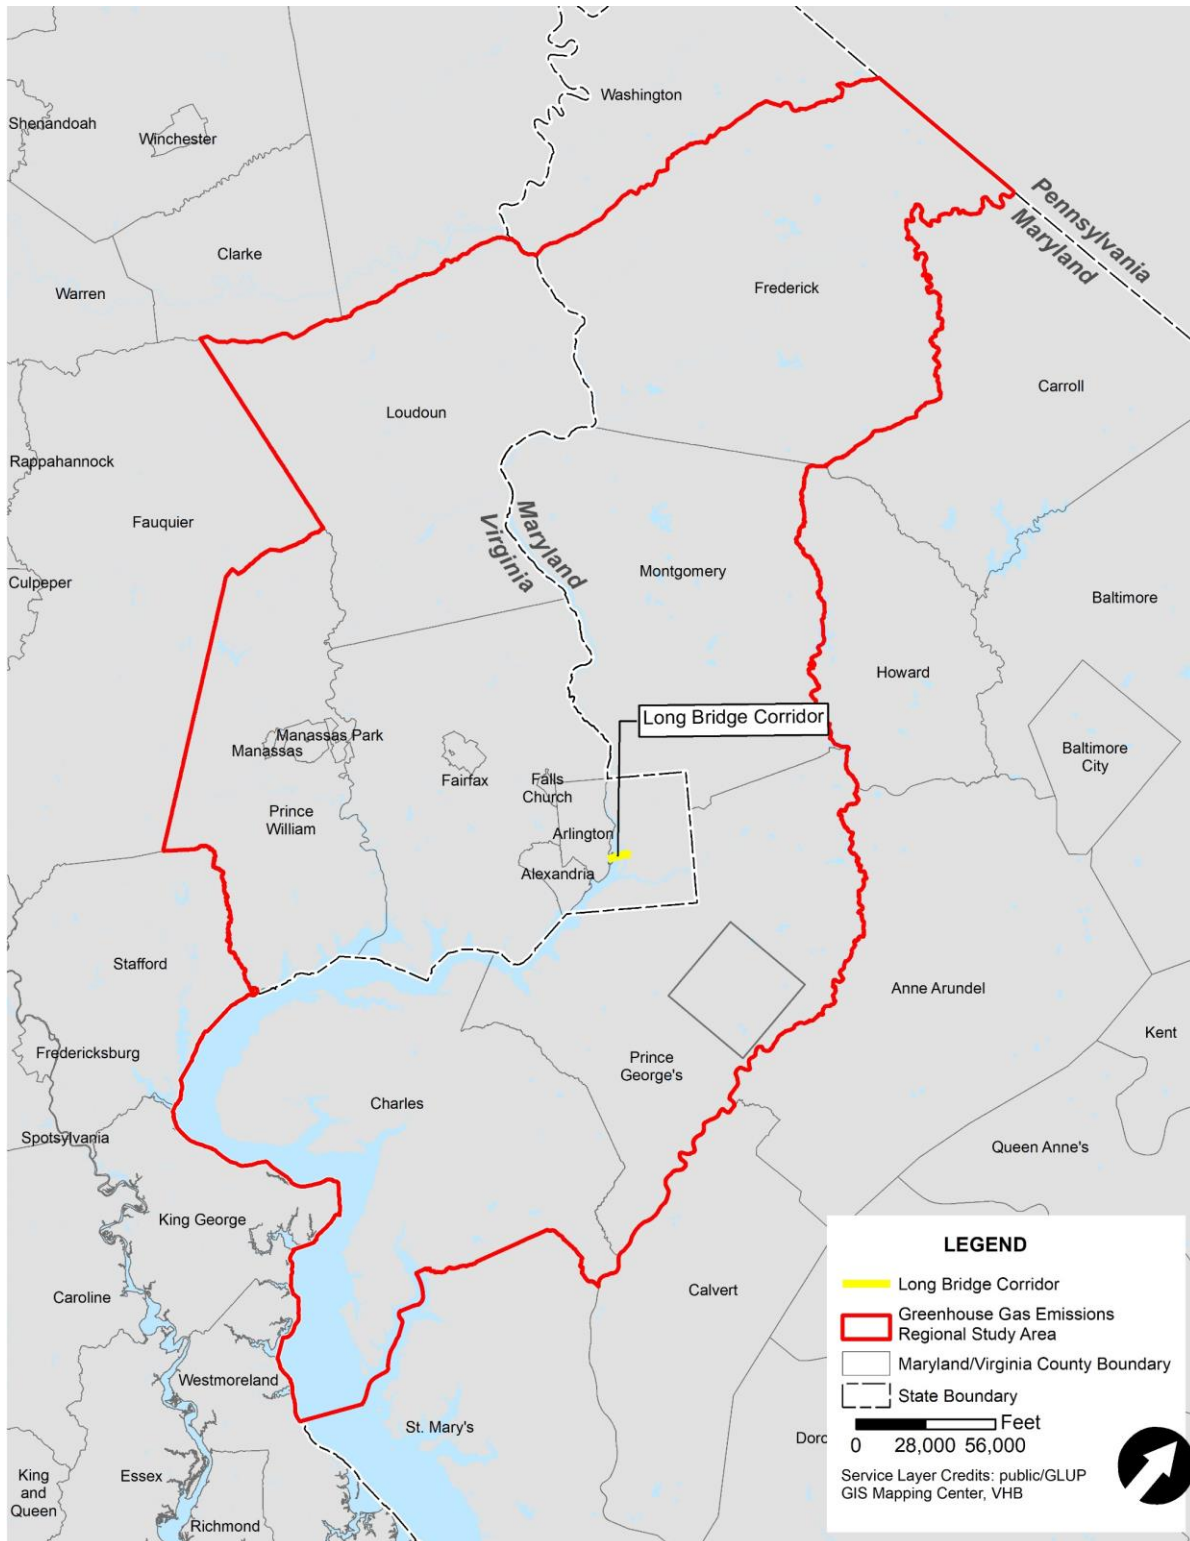 Washington
Shenandoah
Winchester
Pennsylvania
Maryland
Clarke
Warren
Frederick
Carroll
Loudoun
Rappahannock
Fauquier
Maryland
Virginia
Culpeper
Montgomery
Baltimore
Howard
Long Bridge Corridor
Manassas Park
Manassas
Fairfax
Falls
Church
Baltimore
City
Prince
William
Arlington
Alexandria
Stafford
Anne Arundel
Kent
Fredericksburg
Prince
George's
Charles
Spotsylvania
Queen Anne's
King George
Caroline
Calvert
Westmoreland
St. Mary's
Dorc
King
and
Queen
Essex
Richmond
LEGEND
Long Bridge Corridor
Greenhouse Gas Emissions
Regional Study Area
Maryland/Virginia County Boundary
State Boundary
Feet
0 28,000 56,000
Service Layer Credits: public/GLUP
GIS Mapping Center, VHB